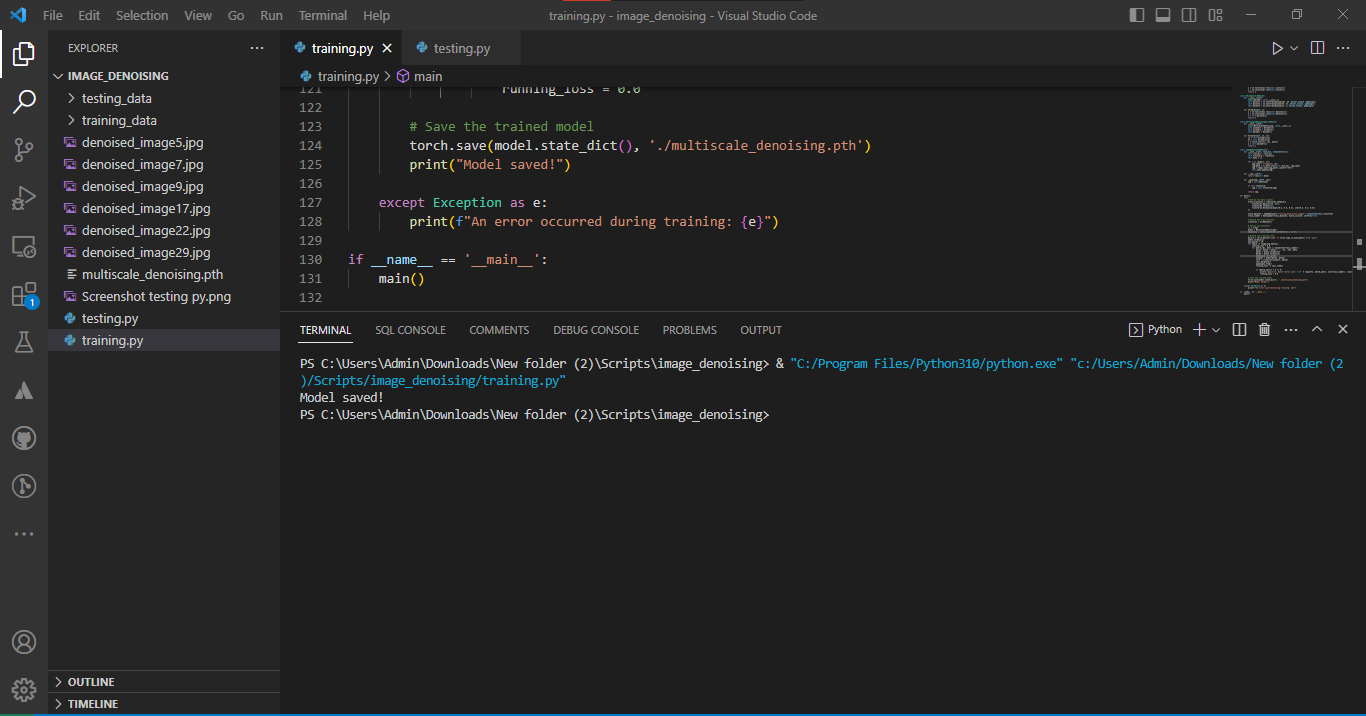 File Edit Selection View Go Run Terminal Help training.py - image_denoising - Visual Studio Code
EXPLORER
IMAGE_DENOISING
testing_data
training_data
denoised_image5.jpg
denoised_image7.jpg
denoised_image9.jpg
denoised_image17.jpg
denoised_image22.jpg
denoised_image29.jpg
multiscale_denoising.pth
Screenshot testing py.png
testing.py
training.py
1
OUTLINE
TIMELINE
training.py testing.py
training.py > main
121 running_loss = 0.0
122
123 # Save the trained model
124 torch.save(model.state_dict(), './multiscale_denoising.pth')
125 print("Model saved!")
126
127 except Exception as e:
128 print(f"An error occurred during training: {e}")
129
130 if __name__ == '__main__':
131 main()
132
TERMINAL SQL CONSOLE COMMENTS DEBUG CONSOLE PROBLEMS OUTPUT Python
PS C:\Users\Admin\Downloads\New folder (2)\Scripts\image_denoising> & "C:/Program Files/Python310/python.exe" "c:/Users/Admin/Downloads/New folder (2
)/Scripts/image_denoising/training.py"
Model saved!
PS C:\Users\Admin\Downloads\New folder (2)\Scripts\image_denoising>